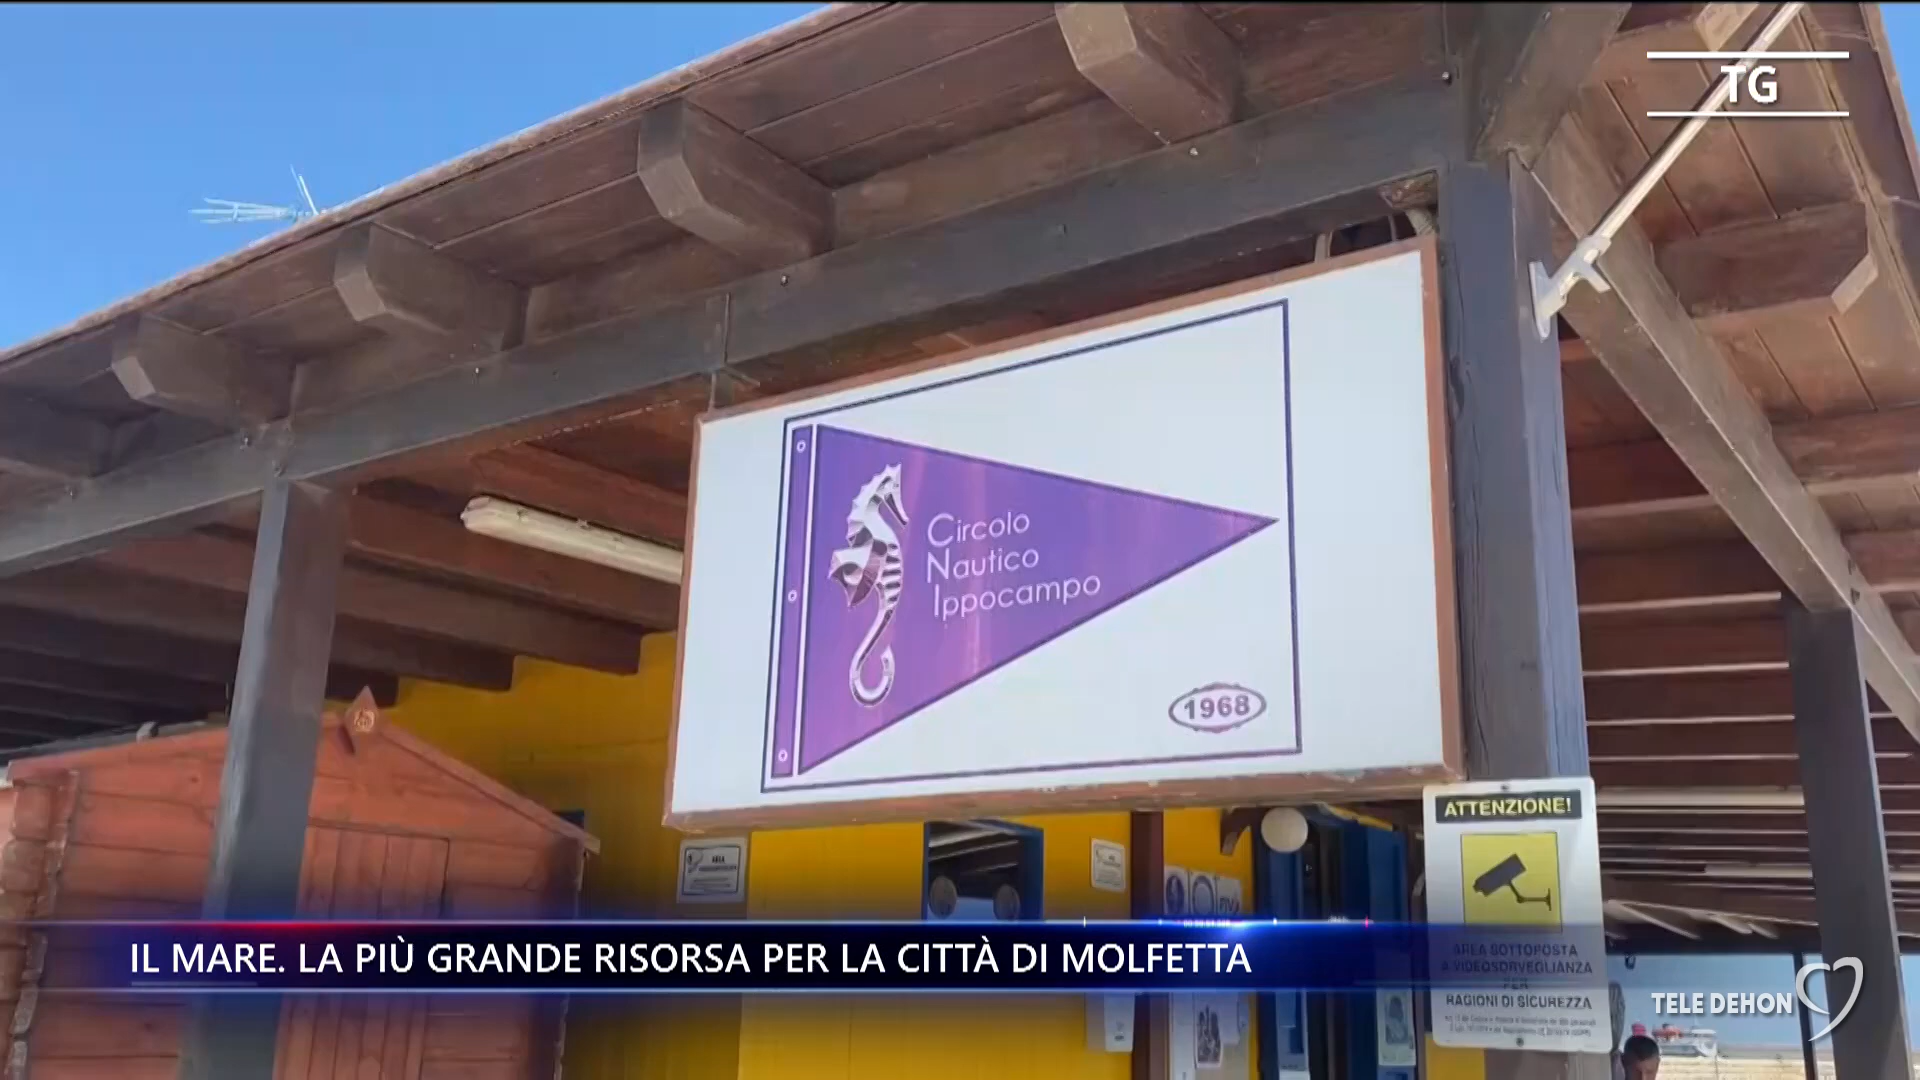 TG
Circolo
Nautico
Ippocampo
1968
ATTENZIONE!
AREA SOTTOPOSTA
A VIDEOSORVEGLIANZA
PER
RAGIONI DI SICUREZZA
IL MARE. LA PIÙ GRANDE RISORSA PER LA CITTÀ DI MOLFETTA
TELE DEHON